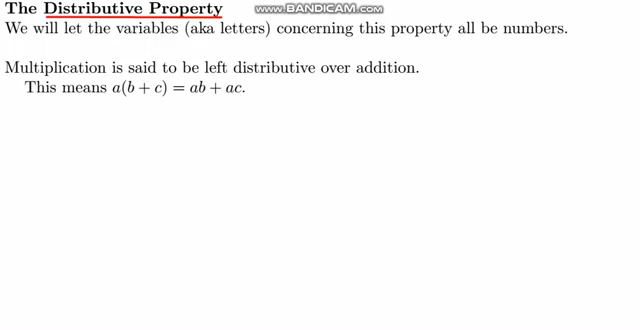 The Distributive Property
www.BANDICAM.com
We will let the variables (aka letters) concerning this property all be numbers.
Multiplication is said to be left distributive over addition.
This means a(b + c) = ab + ac.